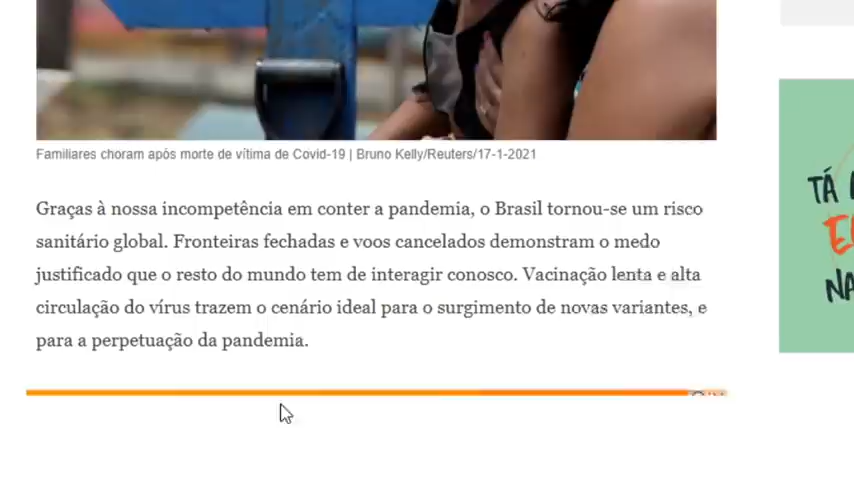 Familiares choram após morte de vítima de Covid-19 | Bruno Kelly/Reuters/17-1-2021
Graças à nossa incompetência em conter a pandemia, o Brasil tornou-se um risco
sanitário global. Fronteiras fechadas e voos cancelados demonstram o medo
justificado que o resto do mundo tem de interagir conosco. Vacinação lenta e alta
circulação do vírus trazem o cenário ideal para o surgimento de novas variantes, e
para a perpetuação da pandemia.
TÁ